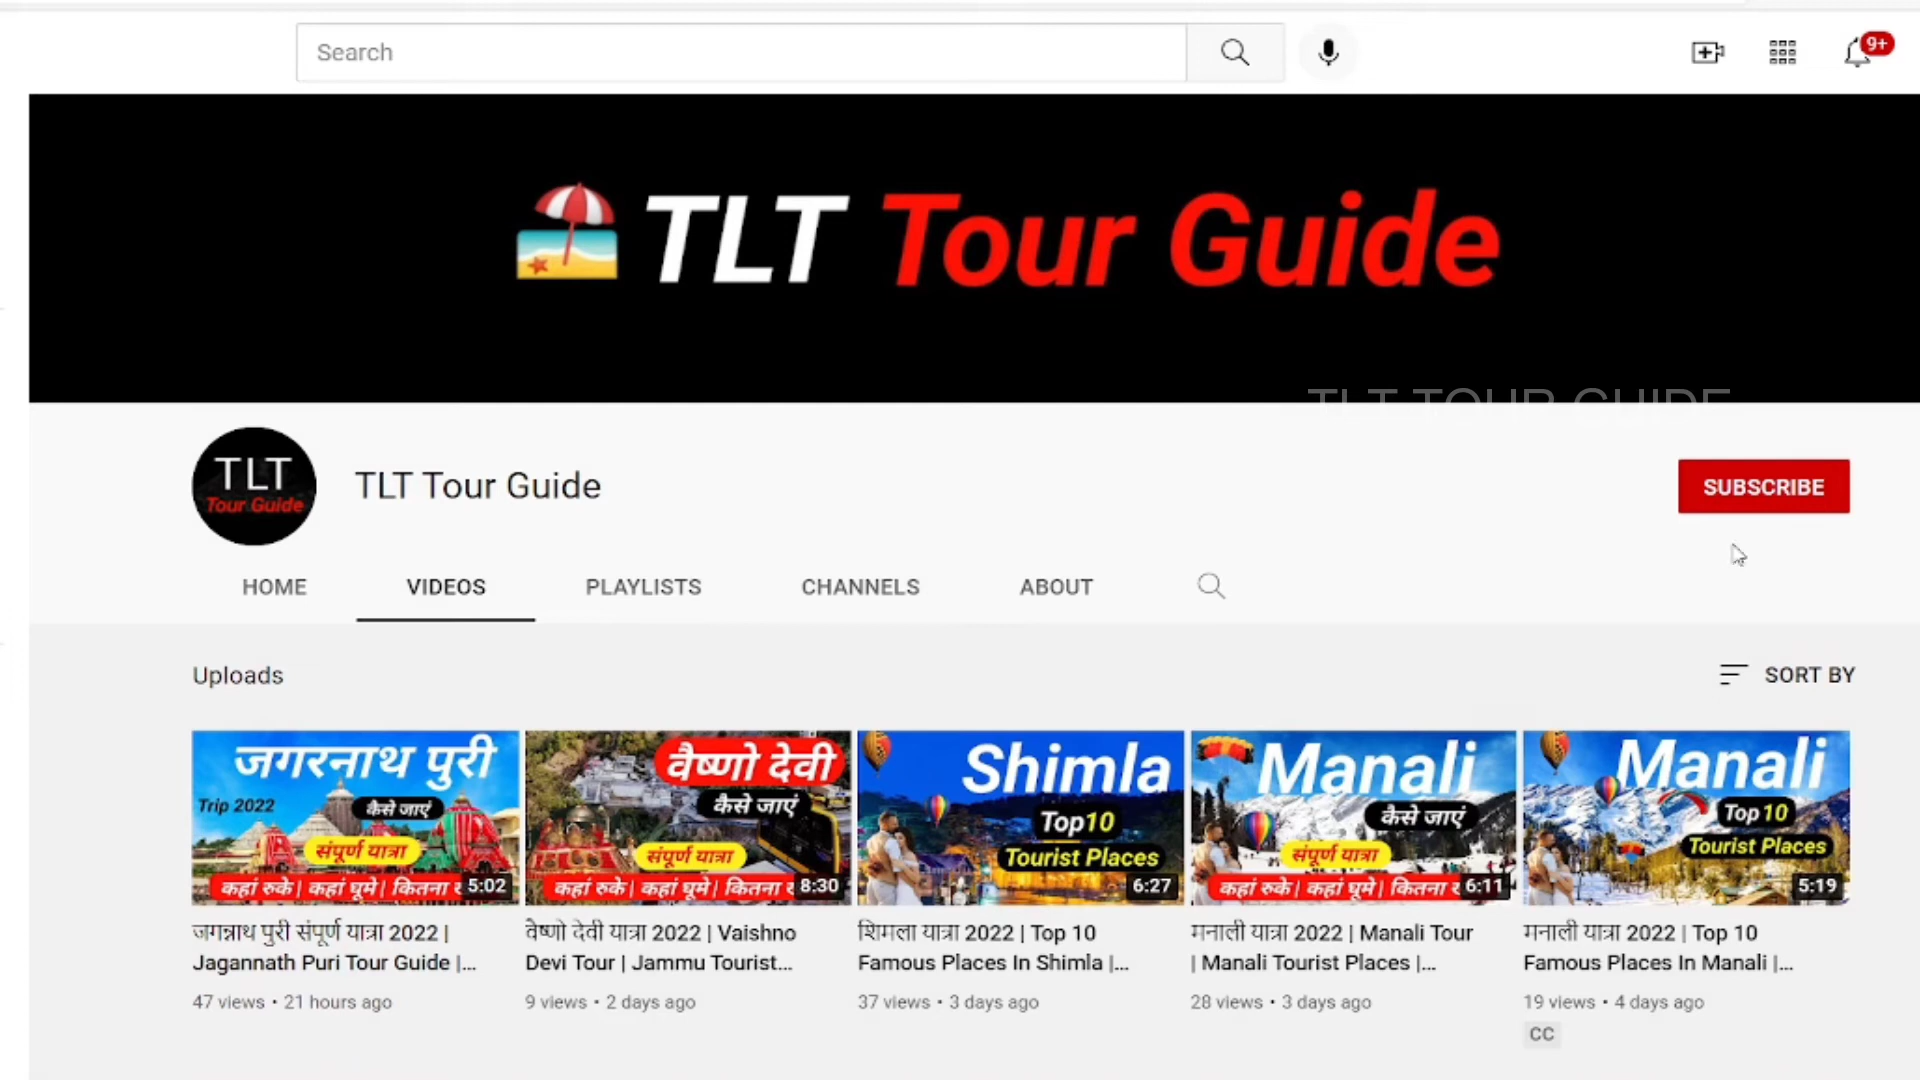 Search
9+
TLT Tour Guide
TLT TOUR GUIDE
TLT
Tour Guide
TLT Tour Guide
SUBSCRIBE
HOME VIDEOS PLAYLISTS CHANNELS ABOUT
Uploads
SORT BY
जगरनाथ पुरी
Trip 2022
कैसे जाएं
संपूर्ण यात्रा
कहां रुके | कहां घूमे | कितना
5:02
जगन्नाथ पुरी संपूर्ण यात्रा 2022 |
Jagannath Puri Tour Guide |...
47 views • 21 hours ago
वैष्णो देवी
कैसे जाएं
संपूर्ण यात्रा
कहां रुके | कहां घूमे | कितना
8:30
वैष्णो देवी यात्रा 2022 | Vaishno
Devi Tour | Jammu Tourist...
9 views • 2 days ago
Shimla
Top10
Tourist Places
6:27
शिमला यात्रा 2022 | Top 10
Famous Places In Shimla |...
37 views • 3 days ago
Manali
कैसे जाएं
संपूर्ण यात्रा
कहां रुके | कहां घूमे | कितना
6:11
मनाली यात्रा 2022 | Manali Tour
| Manali Tourist Places |...
28 views • 3 days ago
Manali
Top 10
Tourist Places
5:19
मनाली यात्रा 2022 | Top 10
Famous Places In Manali |...
19 views • 4 days ago
CC